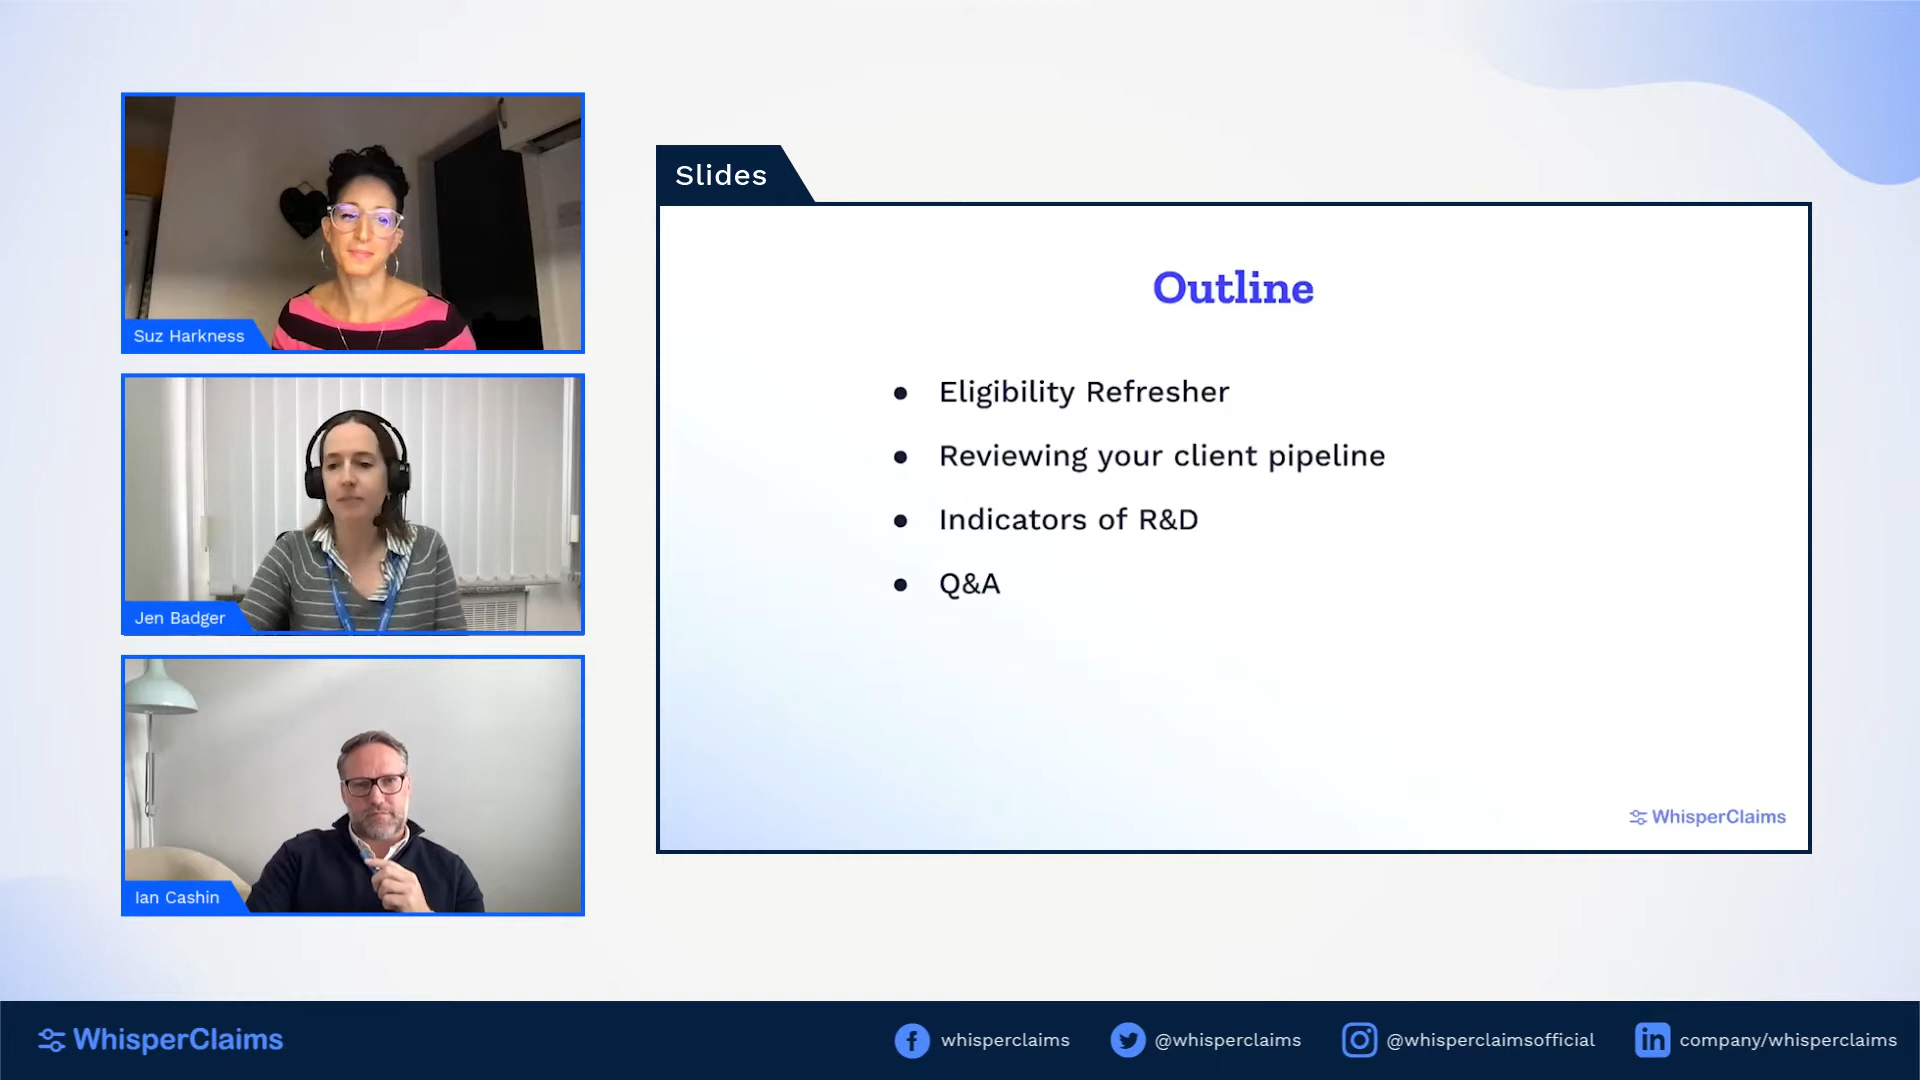 Suz Harkness
Jen Badger
Ian Cashin
Slides
Outline
● Eligibility Refresher
● Reviewing your client pipeline
● Indicators of R&D
● Q&A
WhisperClaims
WhisperClaims
whisperclaims
@whisperclaims
@whisperclaimsofficial
company/whisperclaims